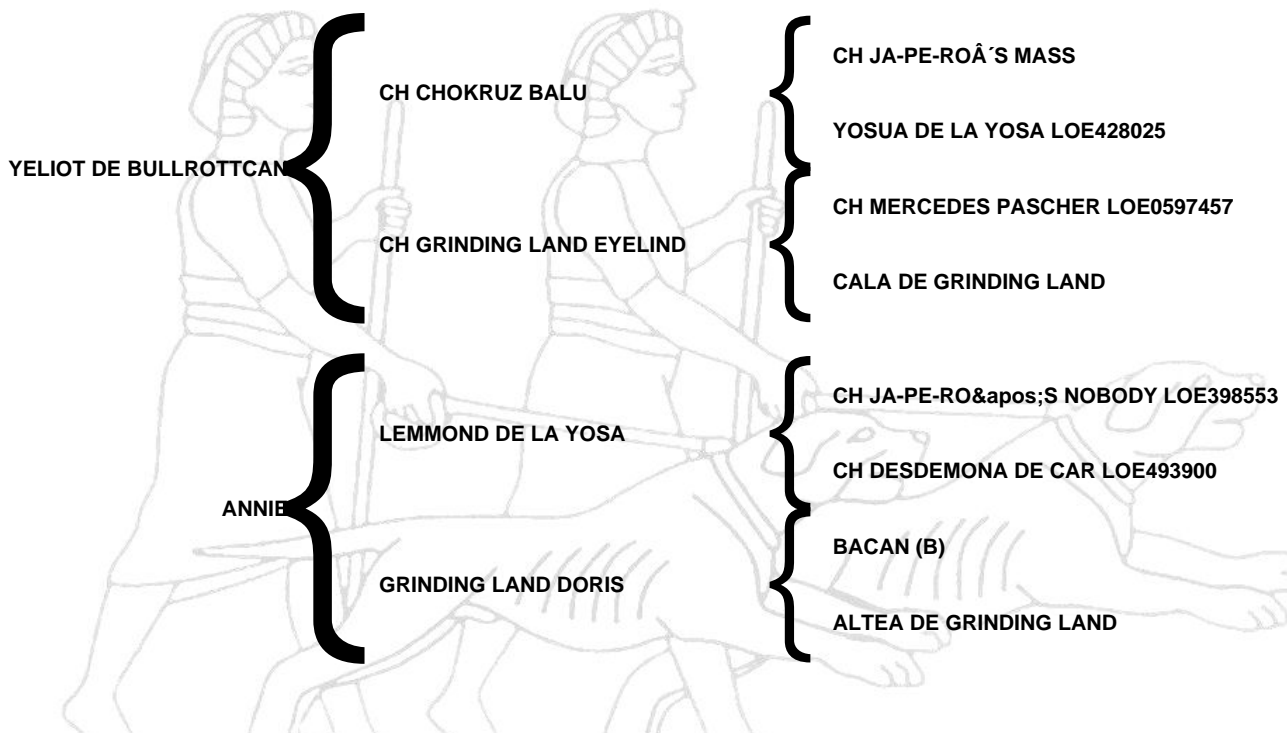 CH JA-PE-ROÂ´S MASS
CH CHOKRUZ BALU
YOSUA DE LA YOSA LOE428025
YELIOT DE BULLROTTCAN
CH MERCEDES PASCHER LOE0597457
CH GRINDING LAND EYELIND
CALA DE GRINDING LAND
CH JA-PE-RO&apos;S NOBODY LOE398553
LEMMOND DE LA YOSA
CH DESDEMONA DE CAR LOE493900
ANNIE
BACAN (B)
GRINDING LAND DORIS
ALTEA DE GRINDING LAND